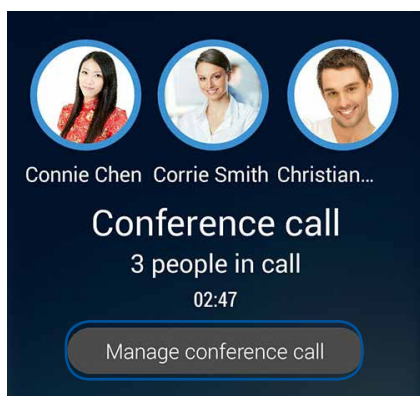 Connie Chen Corrie Smith Christian...
Conference call
3 people in call
02:47
Manage conference call